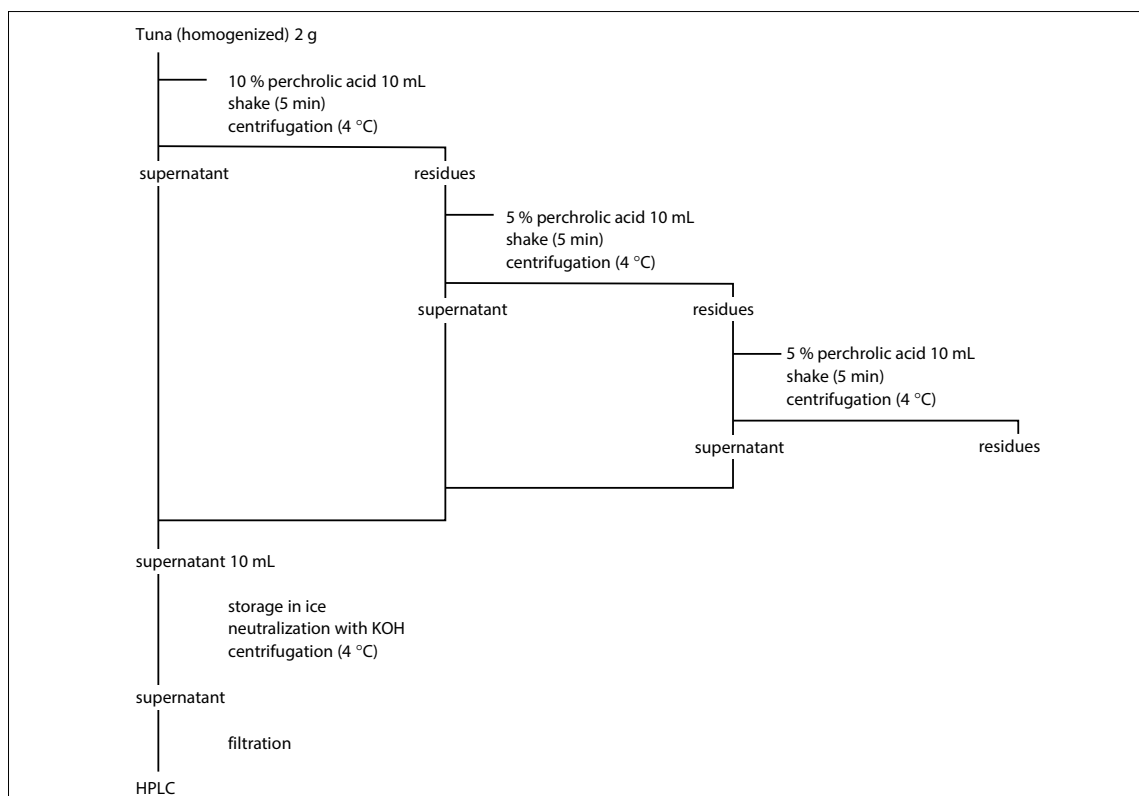 Tuna (homogenized) 2 g
10 % perchrolic acid 10 mL
shake (5 min)
centrifugation (4 °C)
supernatant
residues
5 % perchrolic acid 10 mL
shake (5 min)
centrifugation (4 °C)
supernatant
residues
5 % perchrolic acid 10 mL
shake (5 min)
centrifugation (4 °C)
supernatant
residues
supernatant 10 mL
storage in ice
neutralization with KOH
centrifugation (4 °C)
supernatant
filtration
HPLC